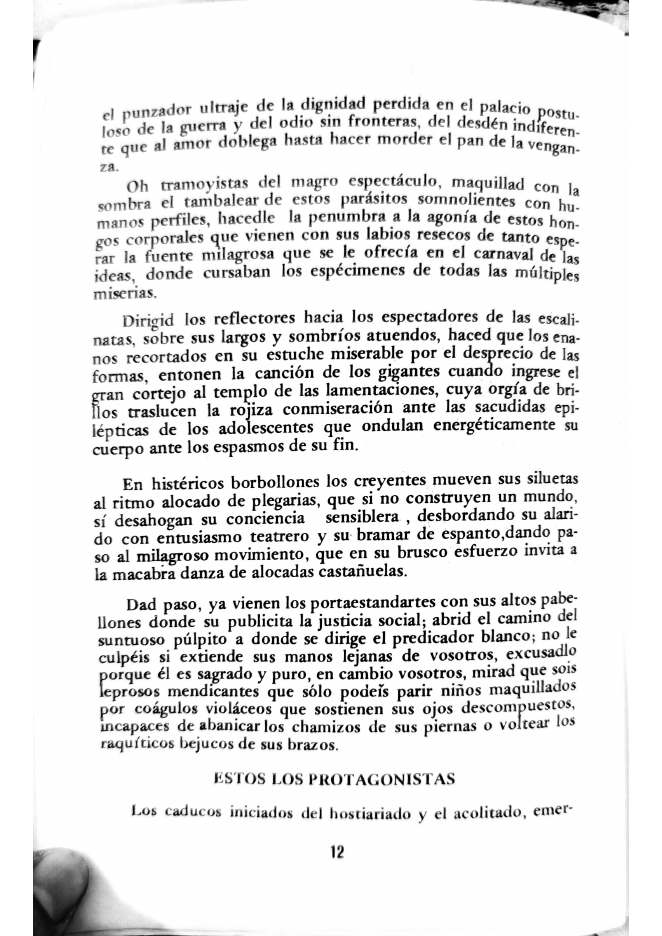 el punzador ultraje de la dignidad perdida en el palacio postu-
loso de la guerra y del odio sin fronteras, del desdén indiferen-
te que al amor doblega hasta hacer morder el pan de la vengan-
za.
Oh tramoyistas del magro espectáculo, maquillad con la
sombra el tambalear de estos parásitos somnolientes con hu-
manos perfiles, hacedle la penumbra a la agonía de estos hon-
gos corporales que vienen con sus labios resecos de tanto espe-
rar la fuente milagrosa que se le ofrecía en el carnaval de las
ideas, donde cursaban los espécimenes de todas las múltiples
miserias.
Dirigid los reflectores hacia los espectadores de las escali-
natas, sobre sus largos y sombríos atuendos, haced que los ena-
nos recortados en su estuche miserable por el desprecio de las
formas, entonen la canción de los gigantes cuando ingrese el
gran cortejo al templo de las lamentaciones, cuya orgía de bri-
llos traslucen la rojiza conmiseración ante las sacudidas epi-
lépticas de los adolescentes que ondulan energéticamente su
cuerpo ante los espasmos de su fin.
En histéricos borbollones los creyentes mueven sus siluetas
al ritmo alocado de plegarias, que si no construyen un mundo,
sí desahogan su conciencia sensiblera , desbordando su alari-
do con entusiasmo teatrero y su bramar de espanto,dando pa-
so al milagroso movimiento, que en su brusco esfuerzo invita a
la macabra danza de alocadas castañuelas.
Dad paso, ya vienen los portaestandartes con sus altos pabe-
llones donde su publicita la justicia social; abrid el camino del
suntuoso púlpito a donde se dirige el predicador blanco; no le
culpéis si extiende sus manos lejanas de vosotros, excusadlo
porque él es sagrado y puro, en cambio vosotros, mirad que sois
leprosos mendicantes que sólo podeís parir niños maquillados
por coágulos violáceos que sostienen sus ojos descompuestos,
incapaces de abanicar los chamizos de sus piernas o voltear los
raquíticos bejucos de sus brazos.
ESTOS LOS PROTAGONISTAS
Los caducos iniciados del hostiariado y el acolitado, emer-
12